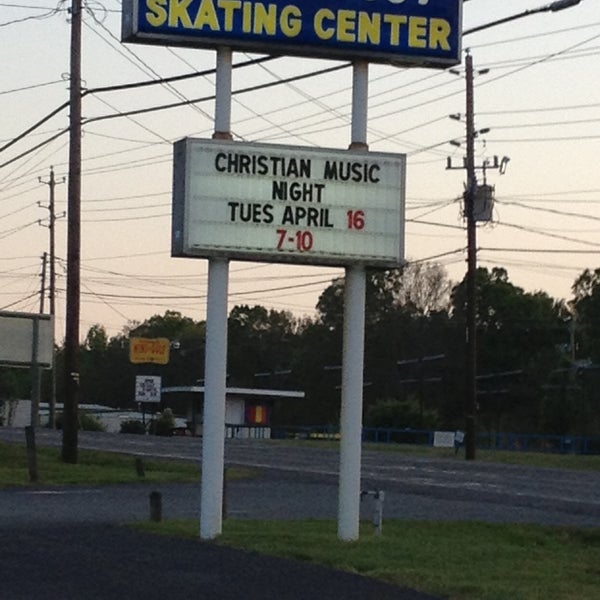 SKATING CENTER
CHRISTIAN MUSIC
NIGHT
TUES APRIL 16
7-10